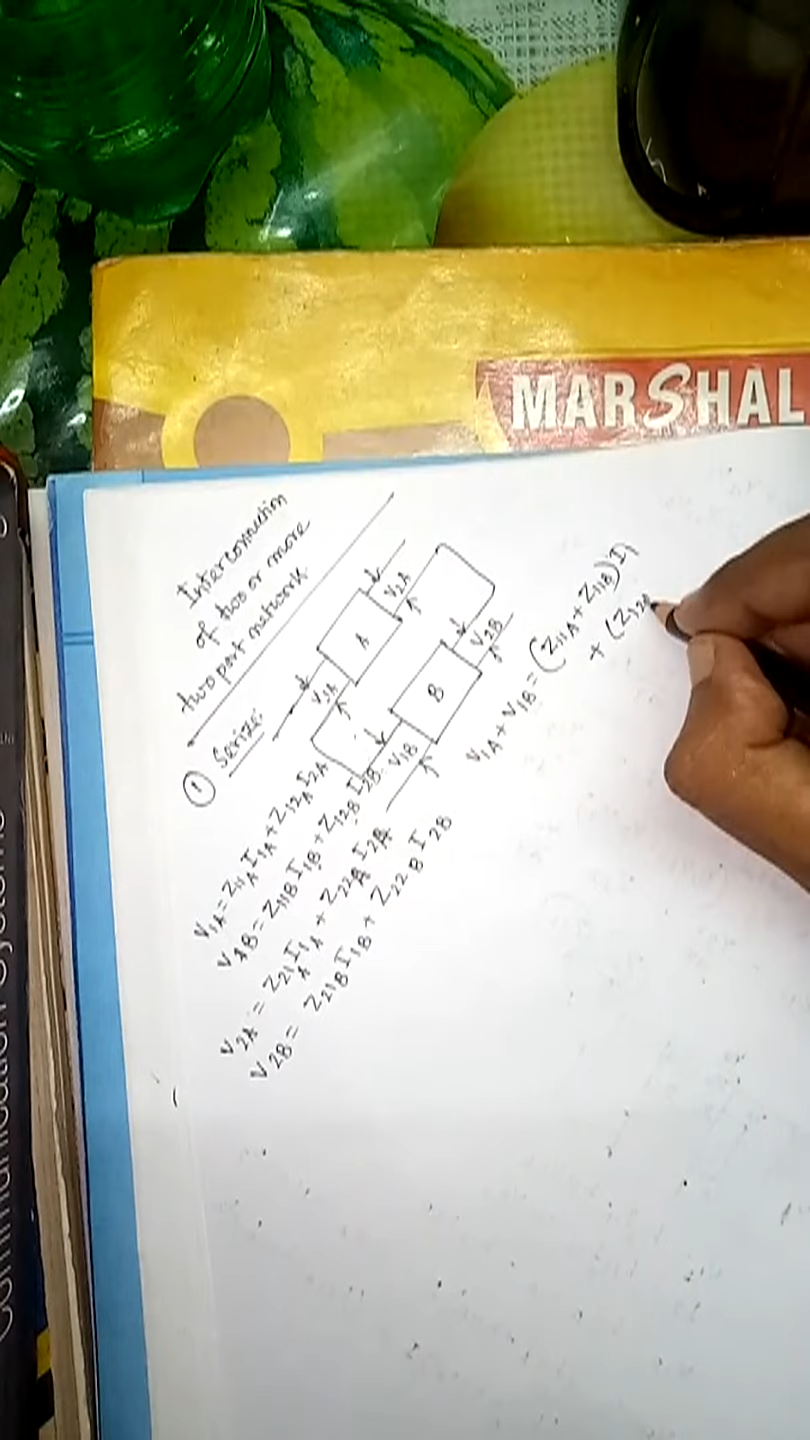 MARSHAL
Interconnection
of two or more
two port network
① Serize:
A
V2A
V1A
B
V2B
V1B
V1A = Z11A I1A + Z12A I2A
V1B = Z11B I1B + Z12B I2B
V2A = Z21A I1A + Z22A I2A
V2B = Z21B I1B + Z22B I2B
V1A + V1B = (Z11A + Z11B) I1
+ (Z12A